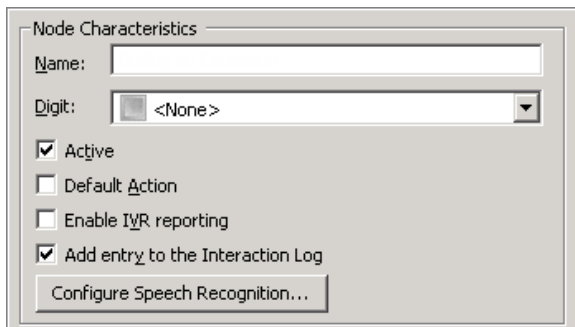 Node Characteristics
Name:
Digit: <None>
Active
Default Action
Enable IVR reporting
Add entry to the Interaction Log
Configure Speech Recognition...